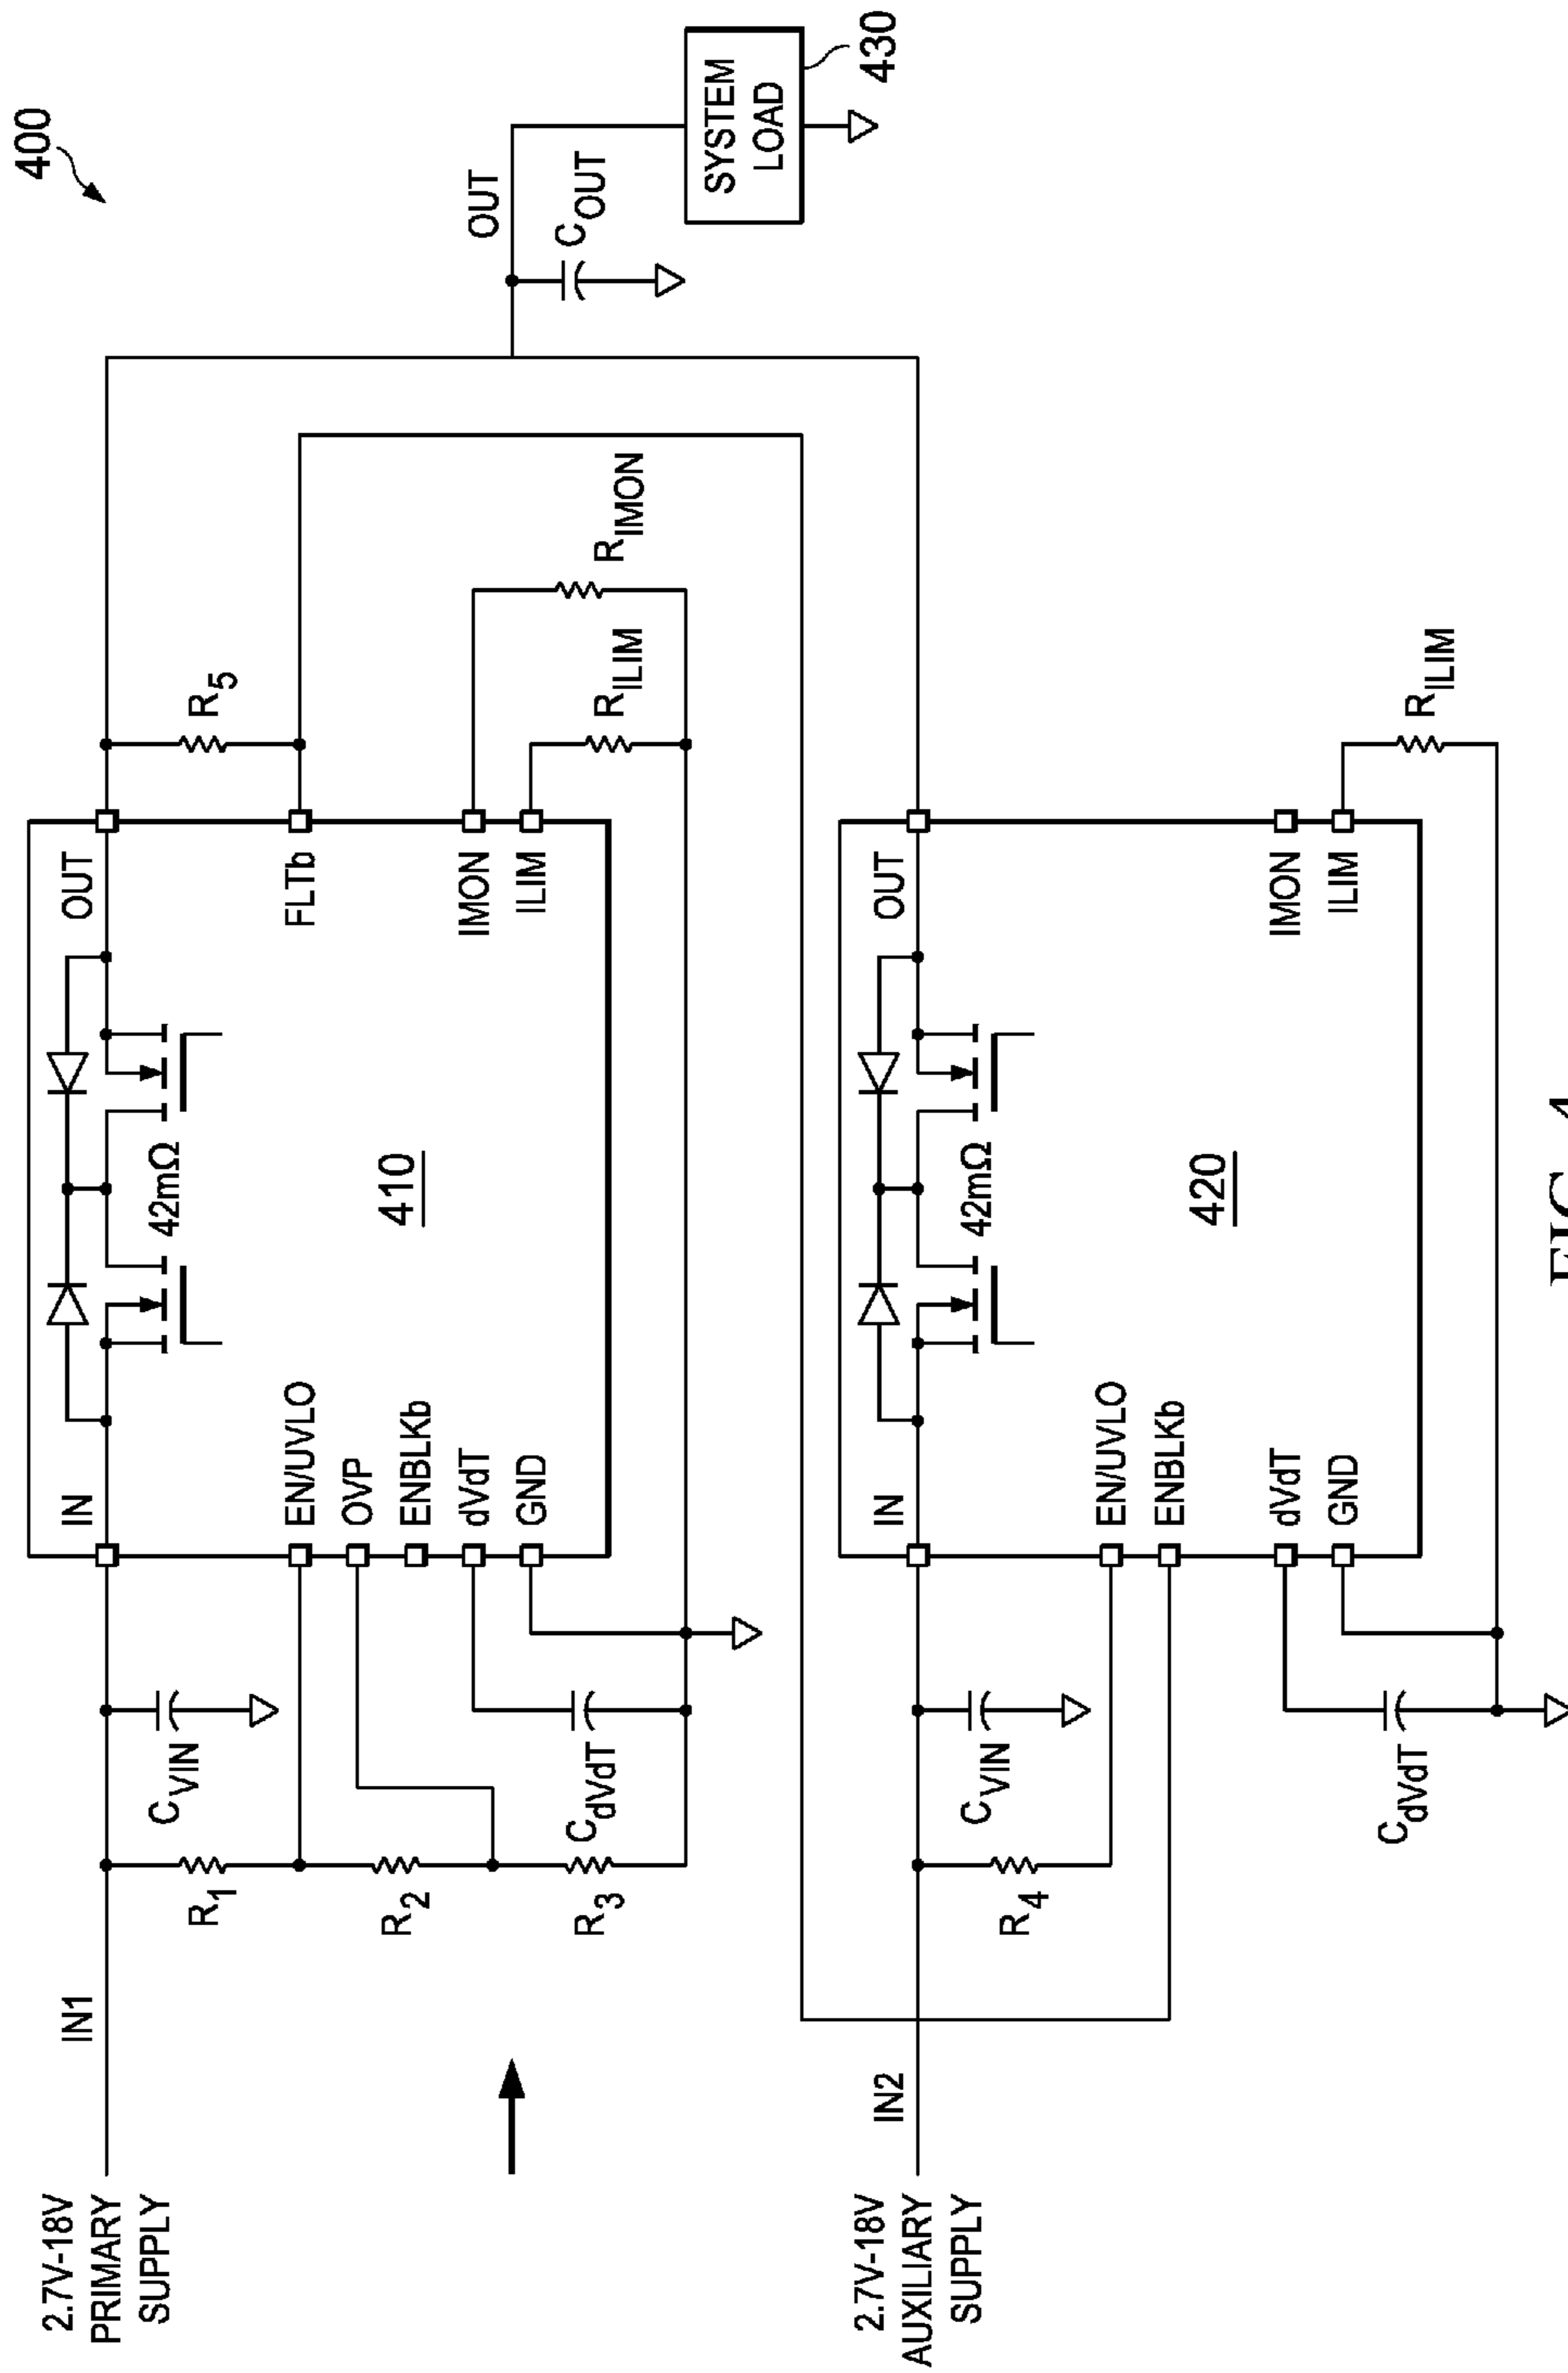 400
2.7V-18V
PRIMARY
SUPPLY
IN1
R1
R2
R3
CVIN
CdVdT
IN
EN/UVLO
OVP
ENBLKb
dVdT
GND
42mΩ
410
OUT
FLTb
IMON
ILIM
R5
RILIM
RIMON
OUT
COUT
SYSTEM
LOAD
430
2.7V-18V
AUXILIARY
SUPPLY
IN2
R4
CVIN
CdVdT
IN
EN/UVLO
ENBLKb
dVdT
GND
42mΩ
420
OUT
IMON
ILIM
RILIM